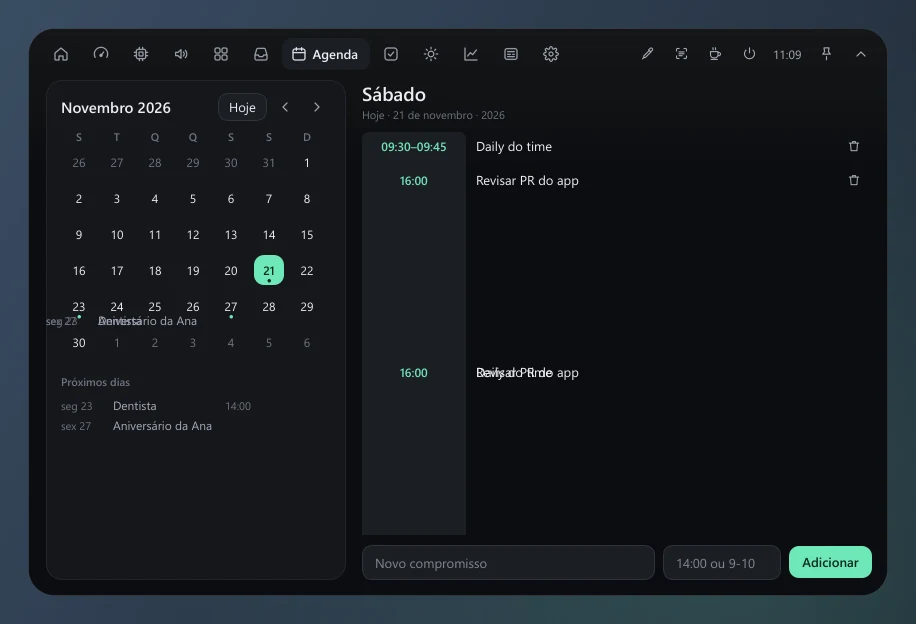 Agenda
11:09
Novembro 2026
Hoje
S T Q Q S S D
26 27 28 29 30 31 1
2 3 4 5 6 7 8
9 10 11 12 13 14 15
16 17 18 19 20 21 22
23 24 25 26 27 28 29
Aniversário da Ana
30 1 2 3 4 5 6
Próximos dias
seg 23 Dentista 14:00
sex 27 Aniversário da Ana
Sábado
Hoje · 21 de novembro · 2026
09:30–09:45 Daily do time
16:00 Revisar PR do app
16:00
Novo compromisso
14:00 ou 9-10
Adicionar